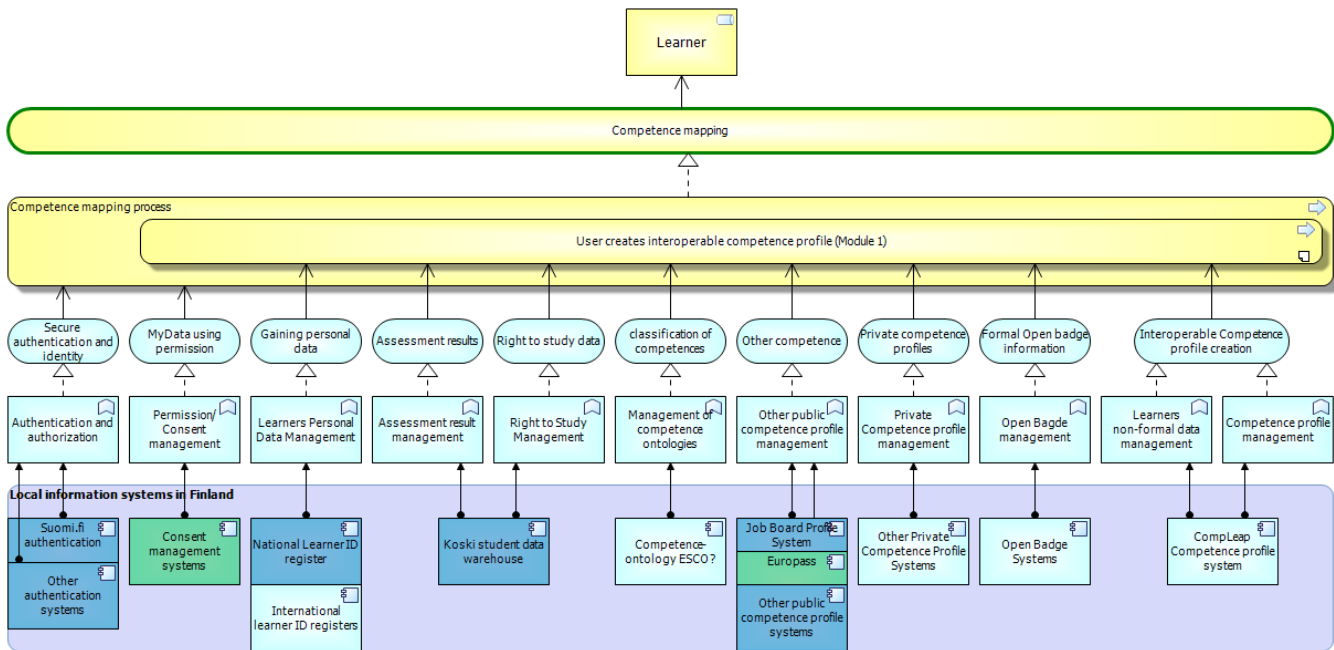 Learner
Competence mapping
Competence mapping process
User creates interoperable competence profile (Module 1)
Secure
authentication and
identity
MyData using
permission
Gaining personal
data
Assessment results
Right to study data
classification of
competences
Other competence
Private competence
profiles
Formal Open badge
information
Interoperable Competence
profile creation
Authentication and
authorization
Permission/
Consent
management
Learners Personal
Data Management
Assessment result
management
Right to Study
Management
Management of
competence
ontologies
Other public
competence profile
management
Private
Competence profile
management
Open Bagde
management
Learners
non-formal data
management
Competence profile
management
Local information systems in Finland
Suomi.fi
authentication
Other
authentication
systems
Consent
management
systems
National Learner ID
register
International
learner ID registers
Koski student data
warehouse
Competence-
ontology ESCO?
Job Board Profile
System
Europass
Other public
competence profile
systems
Other Private
Competence Profile
Systems
Open Badge
Systems
CompLeap
Competence profile
system